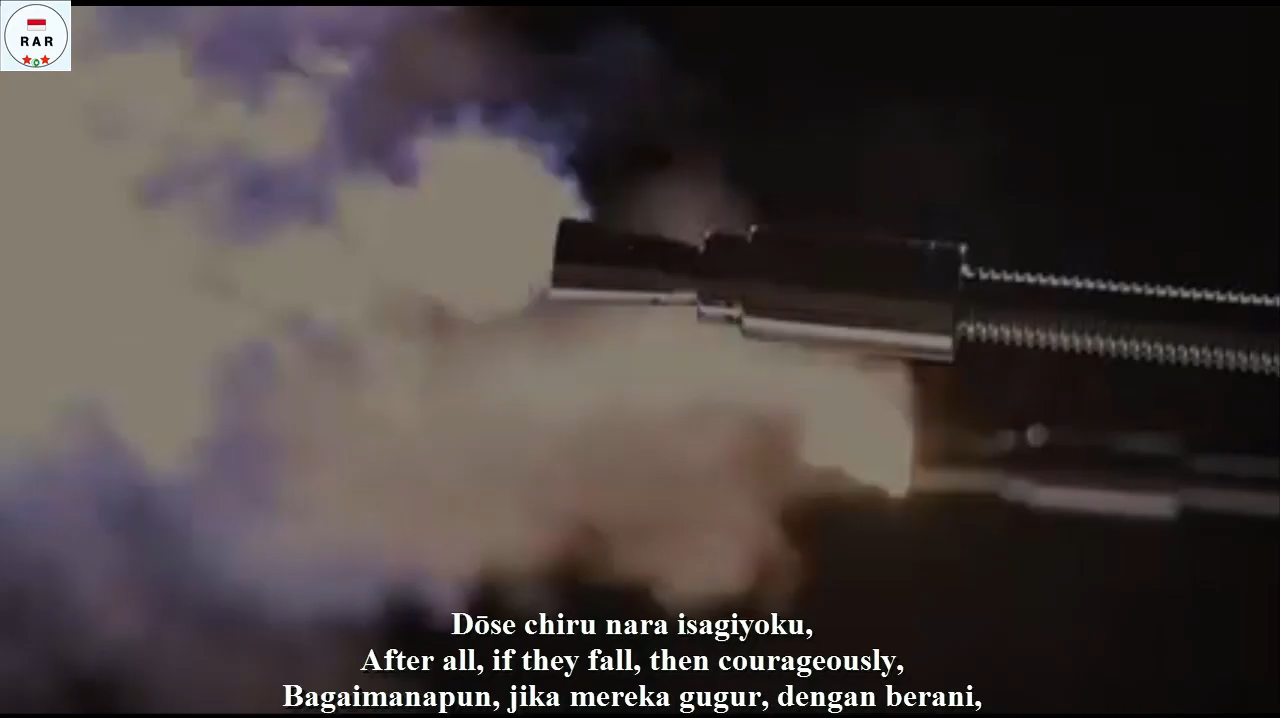 RAR
Dōse chiru nara isagiyoku,
After all, if they fall, then courageously,
Bagaimanapun, jika mereka gugur, dengan berani,